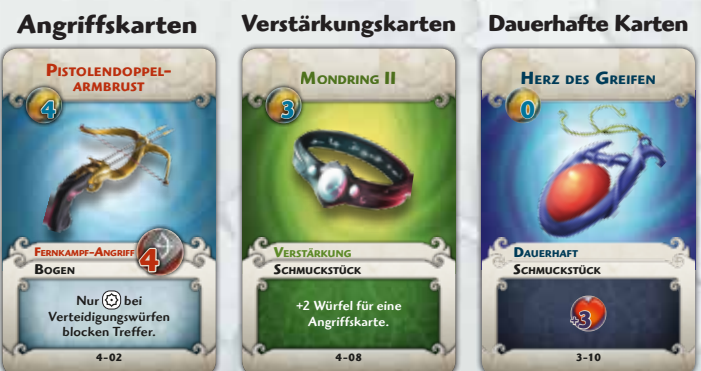 Angriffskarten
Pistolendoppel-
armbrust
4
Fernkampf-Angriff
4
Bogen
Nur bei
Verteidigungswürfen
blocken Treffer.
4-02
Verstärkungskarten
Mondring II
3
Verstärkung
Schmuckstück
+2 Würfel für eine
Angriffskarte.
4-08
Dauerhafte Karten
Herz des Greifen
0
Dauerhaft
Schmuckstück
+3
3-10